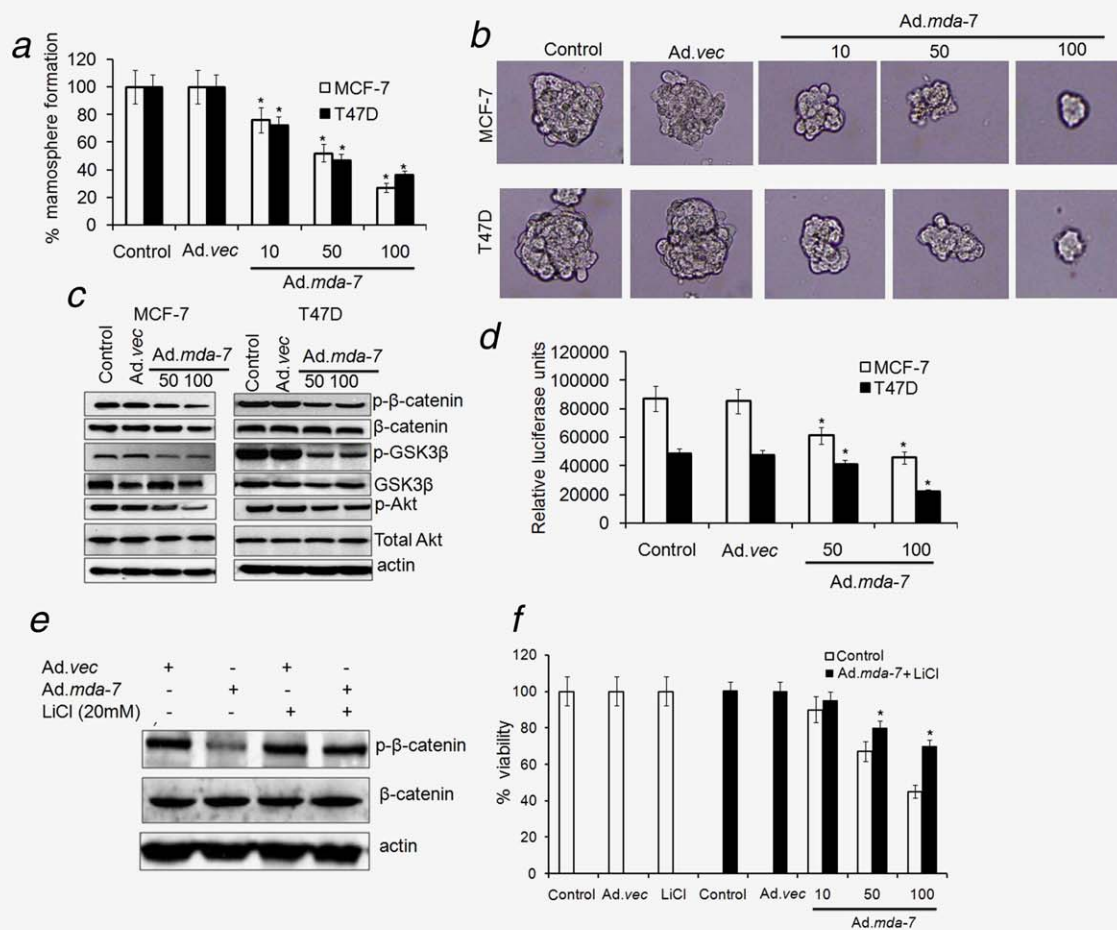 a
% mamosphere formation
120
100
80
60
40
20
0
MCF-7
T47D
* * * * * *
Control Ad.vec 10 50 100
Ad.mda-7
b
Ad.mda-7
Control Ad.vec 10 50 100
MCF-7
T47D
c
MCF-7 T47D
Control Ad.vec Ad.mda-7 Control Ad.vec Ad.mda-7
50 100 50 100
p-β-catenin
β-catenin
p-GSK3β
GSK3β
p-Akt
Total Akt
actin
d
Relative luciferase units
120000
100000
80000
60000
40000
20000
0
MCF-7
T47D
* * * *
Control Ad.vec 50 100
Ad.mda-7
e
Ad.vec + - + -
Ad.mda-7 - + - +
LiCl (20mM) - - + +
p-β-catenin
β-catenin
actin
f
% viability
120
100
80
60
40
20
0
Control
Ad.mda-7+LiCl
* *
Control Ad.vec LiCl Control Ad.vec 10 50 100
Ad.mda-7